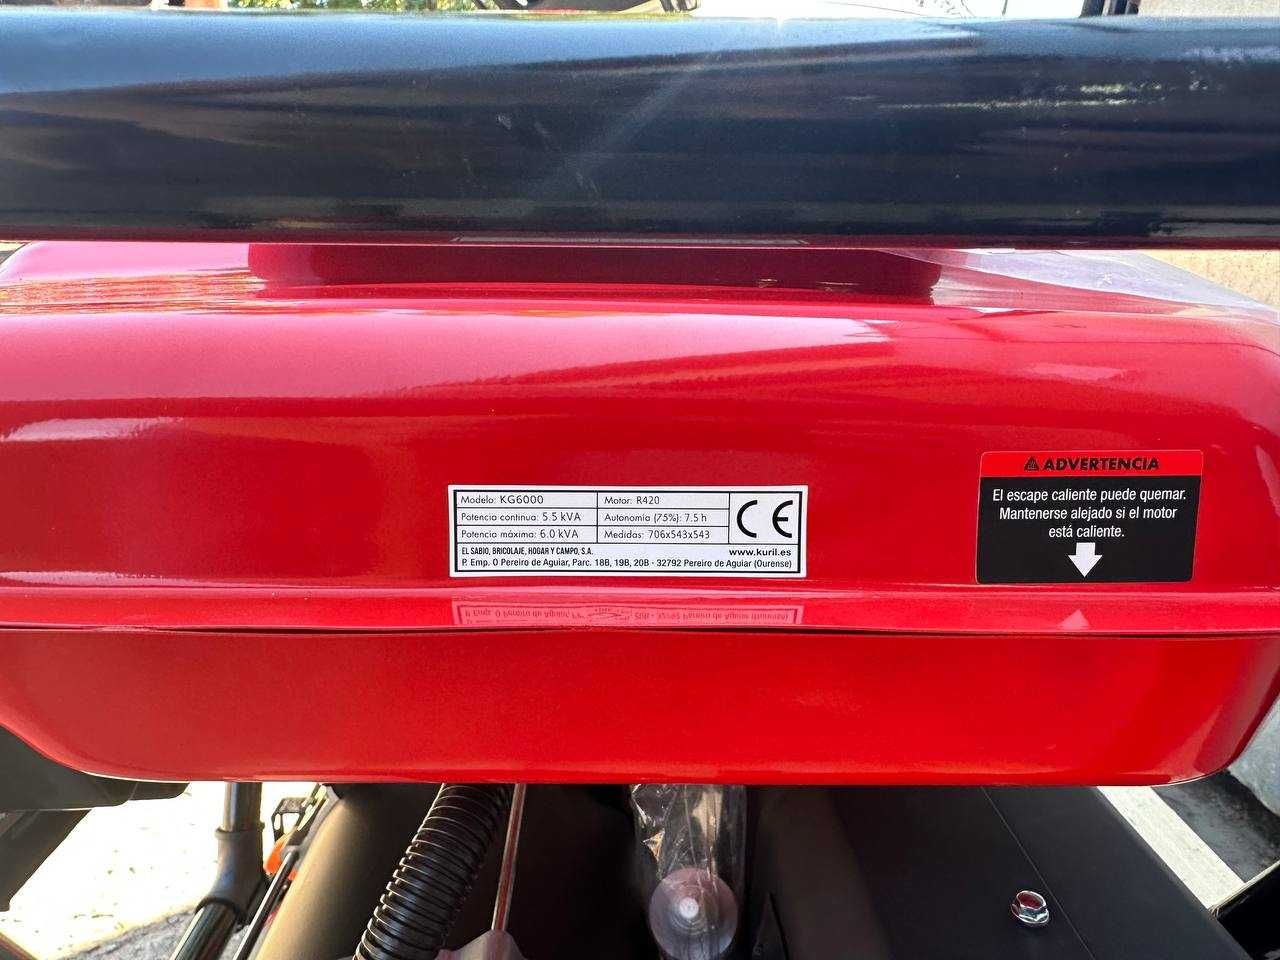 Modelo: KG6000
Motor: R420
Potencia continua: 5.5 kVA
Autonomía (75%): 7.5 h
Potencia máxima: 6.0 kVA
Medidas: 706x543x543
CE
EL SABIO, BRICOLAJE, HOGAR Y CAMPO, S.A.
www.kuril.es
P. Emp. O Pereiro de Aguiar, Parc. 18B, 19B, 20B - 32792 Pereiro de Aguiar (Ourense)
ADVERTENCIA
El escape caliente puede quemar.
Mantenerse alejado si el motor
está caliente.